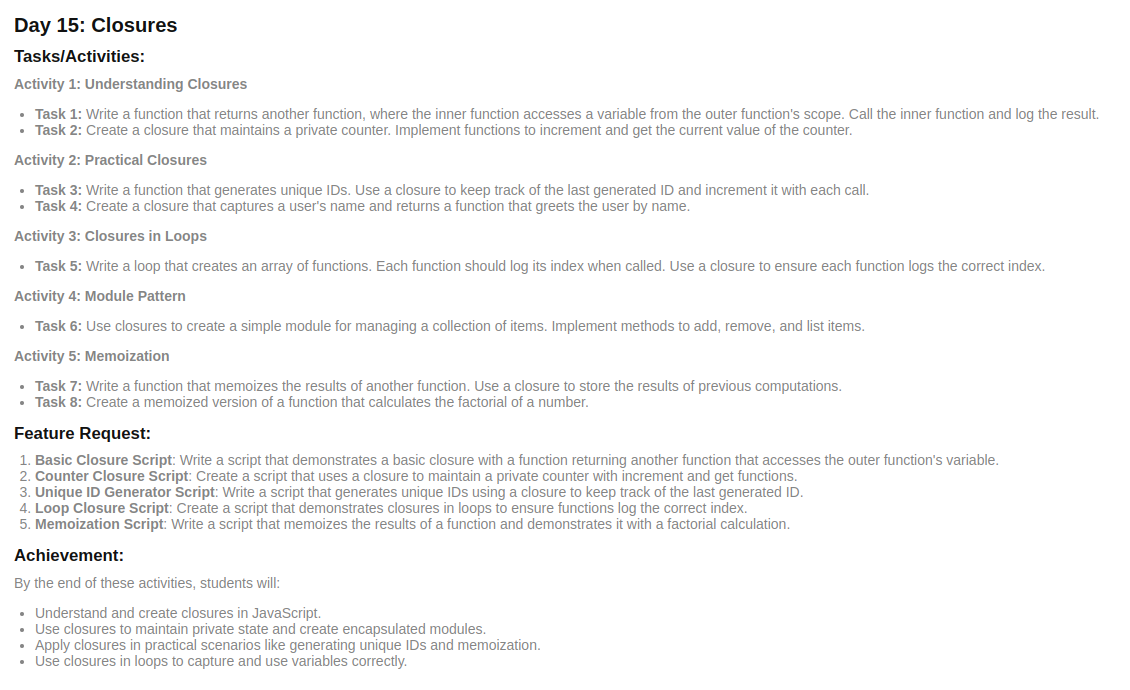 Day 15: Closures
Tasks/Activities:
Activity 1: Understanding Closures
• Task 1: Write a function that returns another function, where the inner function accesses a variable from the outer function's scope. Call the inner function and log the result.
• Task 2: Create a closure that maintains a private counter. Implement functions to increment and get the current value of the counter.
Activity 2: Practical Closures
• Task 3: Write a function that generates unique IDs. Use a closure to keep track of the last generated ID and increment it with each call.
• Task 4: Create a closure that captures a user's name and returns a function that greets the user by name.
Activity 3: Closures in Loops
• Task 5: Write a loop that creates an array of functions. Each function should log its index when called. Use a closure to ensure each function logs the correct index.
Activity 4: Module Pattern
• Task 6: Use closures to create a simple module for managing a collection of items. Implement methods to add, remove, and list items.
Activity 5: Memoization
• Task 7: Write a function that memoizes the results of another function. Use a closure to store the results of previous computations.
• Task 8: Create a memoized version of a function that calculates the factorial of a number.
Feature Request:
1. Basic Closure Script: Write a script that demonstrates a basic closure with a function returning another function that accesses the outer function's variable.
2. Counter Closure Script: Create a script that uses a closure to maintain a private counter with increment and get functions.
3. Unique ID Generator Script: Write a script that generates unique IDs using a closure to keep track of the last generated ID.
4. Loop Closure Script: Create a script that demonstrates closures in loops to ensure functions log the correct index.
5. Memoization Script: Write a script that memoizes the results of a function and demonstrates it with a factorial calculation.
Achievement:
By the end of these activities, students will:
• Understand and create closures in JavaScript.
• Use closures to maintain private state and create encapsulated modules.
• Apply closures in practical scenarios like generating unique IDs and memoization.
• Use closures in loops to capture and use variables correctly.